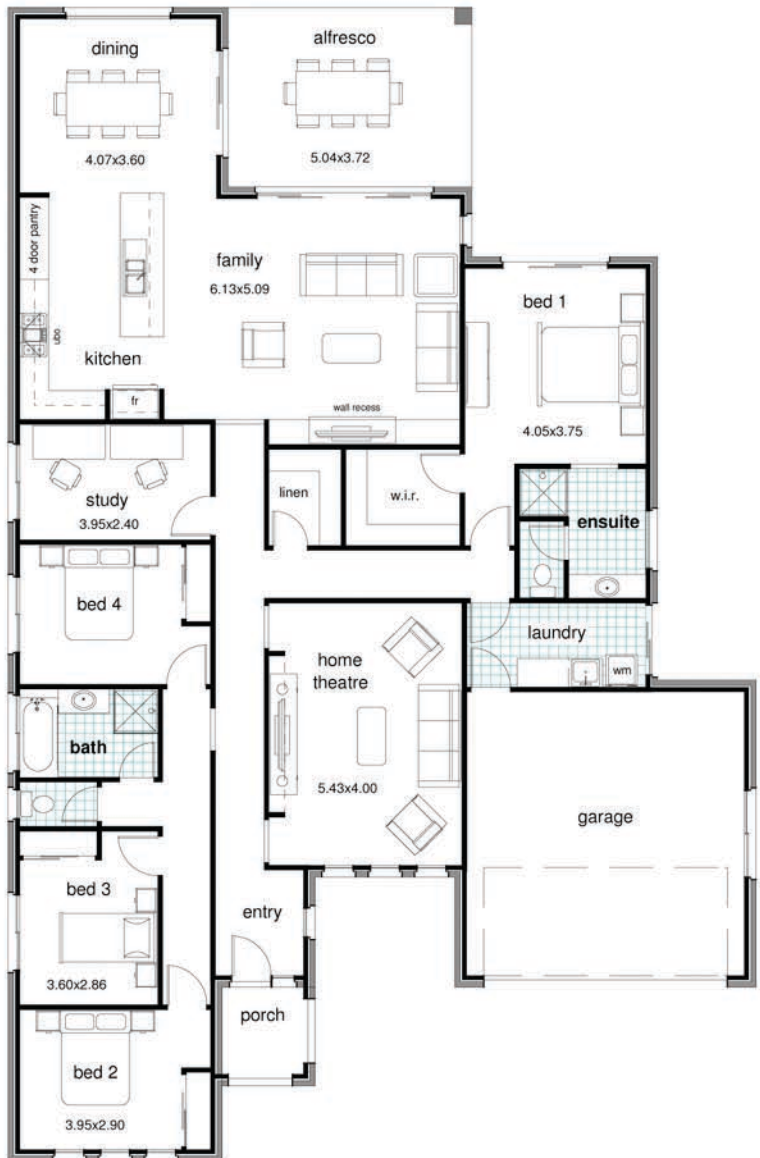 dining
4.07x3.60
alfresco
5.04x3.72
4 door pantry
family
6.13x5.09
ubo
kitchen
fr
wall recess
bed 1
4.05x3.75
study
3.95x2.40
linen
w.i.r.
ensuite
bed 4
laundry
wm
home
theatre
5.43x4.00
bath
garage
bed 3
3.60x2.86
entry
porch
bed 2
3.95x2.90